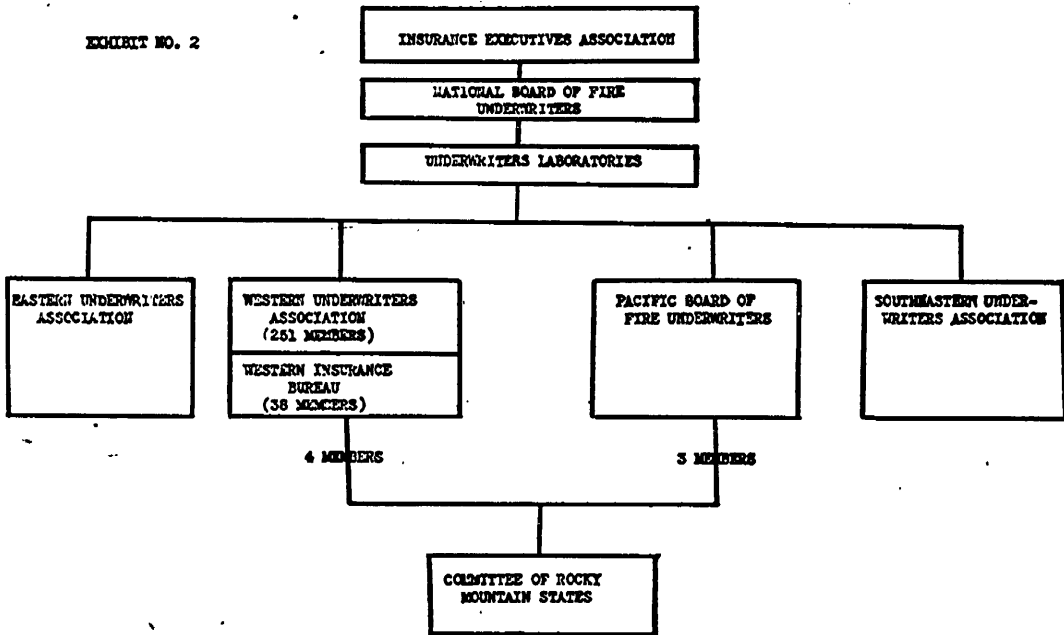 EXHIBIT NO. 2
INSURANCE EXECUTIVES ASSOCIATION
NATIONAL BOARD OF FIRE
UNDERWRITERS
UNDERWRITERS LABORATORIES
EASTERN UNDERWRITERS
ASSOCIATION
WESTERN UNDERWRITERS
ASSOCIATION
(251 MEMBERS)
WESTERN INSURANCE
BUREAU
(38 MEMBERS)
PACIFIC BOARD OF
FIRE UNDERWRITERS
SOUTHEASTERN UNDER-
WRITERS ASSOCIATION
4 MEMBERS
3 MEMBERS
COMMITTEE OF ROCKY
MOUNTAIN STATES